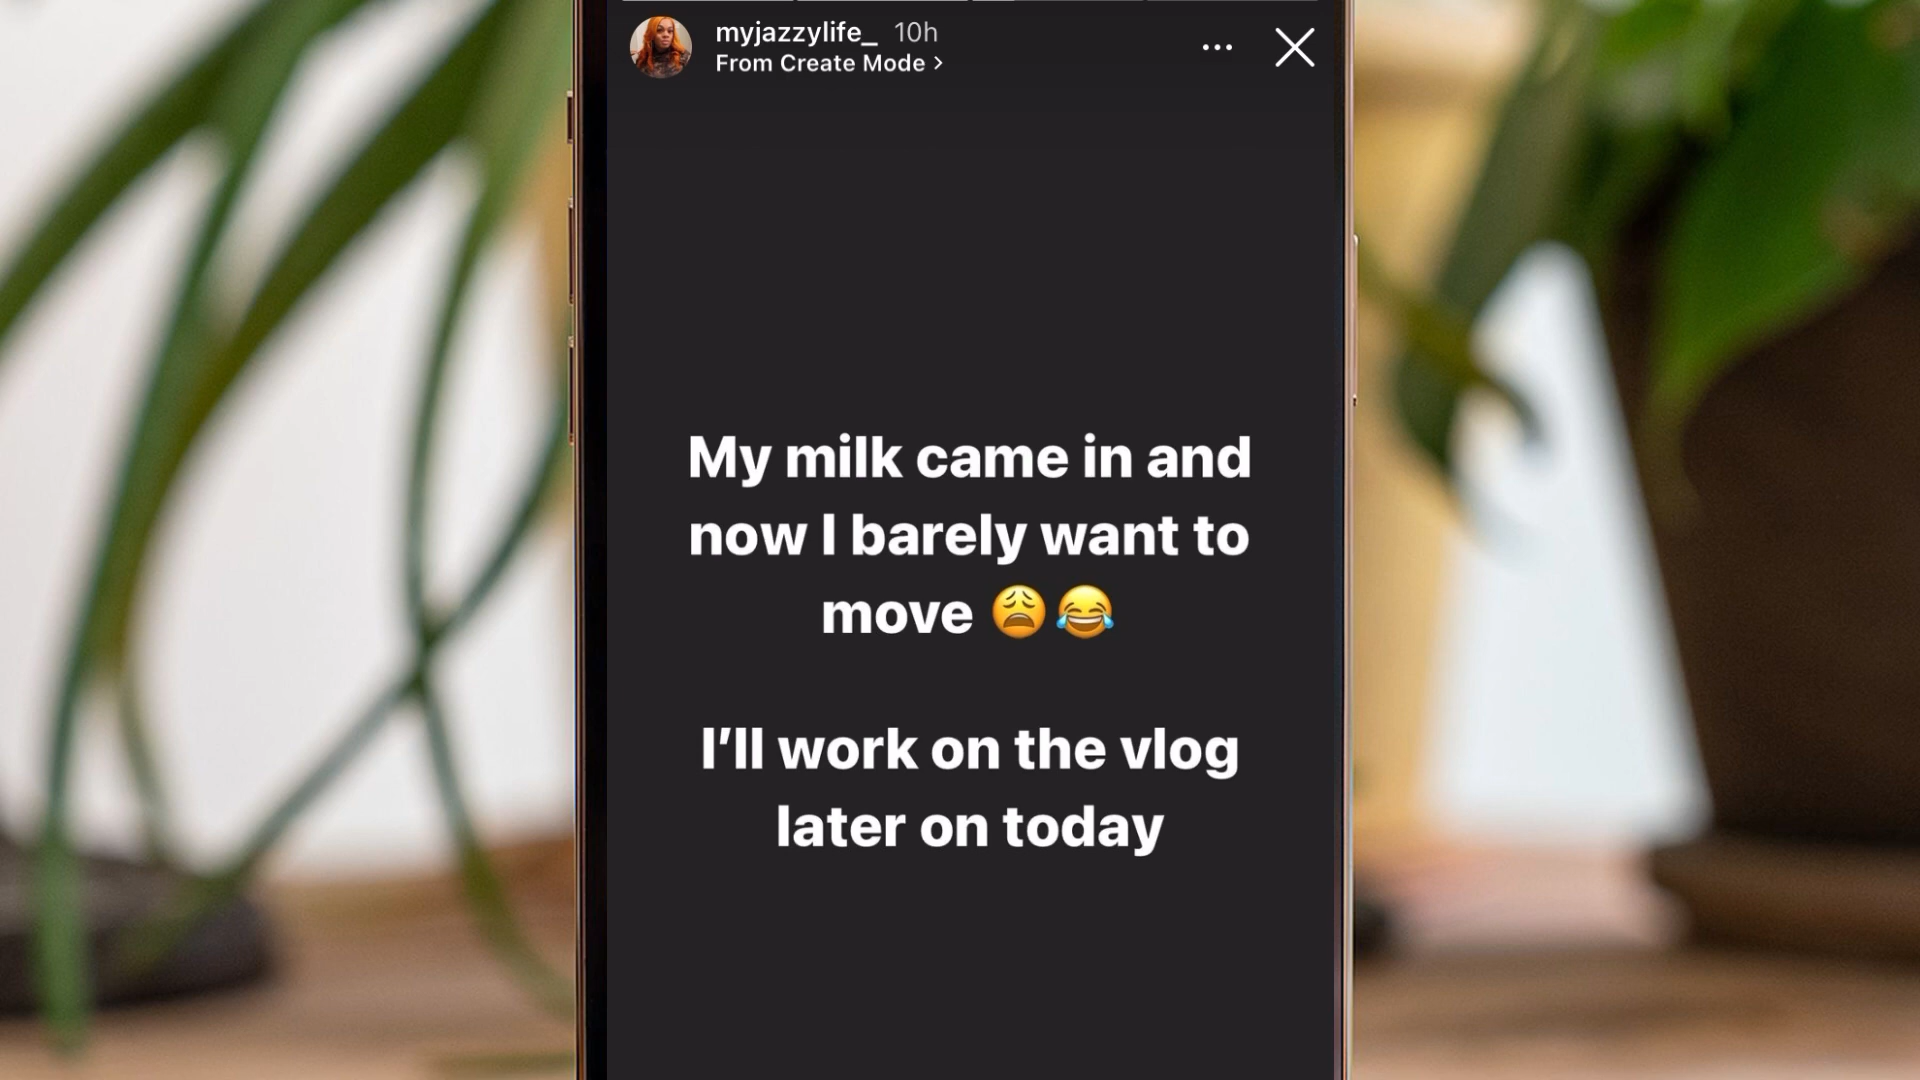 myjazzylife_ 10h
From Create Mode >
My milk came in and
now I barely want to
move 😩😂
I'll work on the vlog
later on today